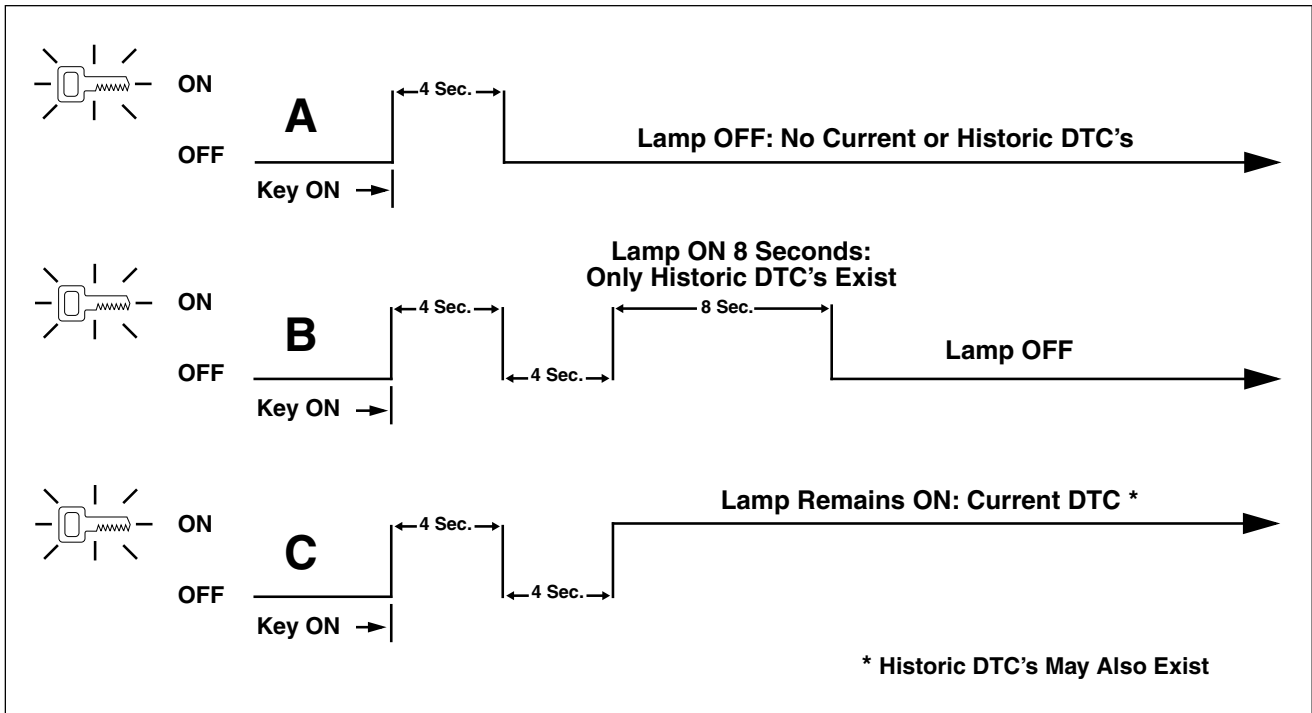 ON
4 Sec.
A
Lamp OFF: No Current or Historic DTC's
OFF
Key ON
Lamp ON 8 Seconds:
Only Historic DTC's Exist
ON
4 Sec.
8 Sec.
B
Lamp OFF
OFF
4 Sec.
Key ON
Lamp Remains ON: Current DTC *
ON
4 Sec.
C
OFF
4 Sec.
Key ON
* Historic DTC's May Also Exist